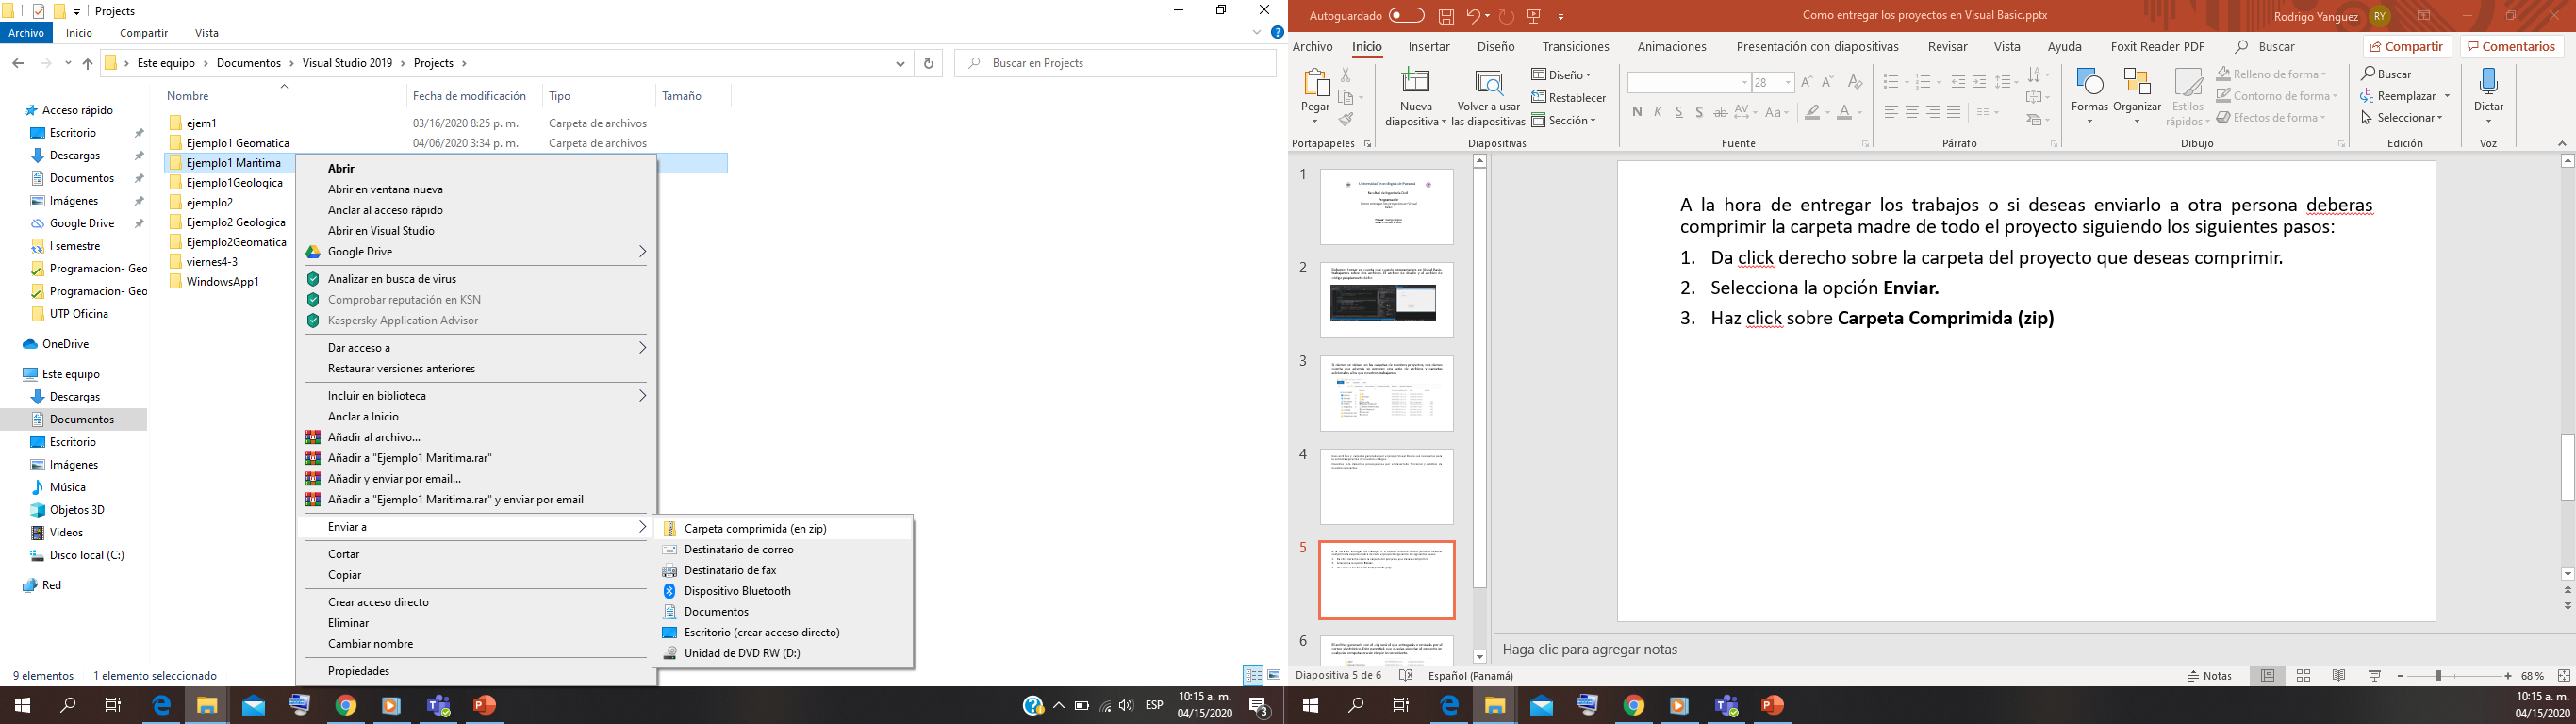 Projects
Archivo Inicio Compartir Vista
Este equipo Documentos Visual Studio 2019 Projects
Buscar en Projects
Nombre Fecha de modificación Tipo Tamaño
Acceso rápido
Escritorio
Descargas
Documentos
Imágenes
Google Drive
I semestre
Programacion- Geo
Programacion- Geo
UTP Oficina
OneDrive
Este equipo
Descargas
Documentos
Escritorio
Imágenes
Música
Objetos 3D
Videos
Disco local (C:)
Red
ejem1 03/16/2020 8:25 p. m. Carpeta de archivos
Ejemplo1 Geomatica 04/06/2020 3:34 p. m. Carpeta de archivos
Ejemplo1 Maritima
Ejemplo1Geologica
ejemplo2
Ejemplo2 Geologica
Ejemplo2Geomatica
viernes4-3
WindowsApp1
Abrir
Abrir en ventana nueva
Anclar al acceso rápido
Abrir en Visual Studio
Google Drive
Analizar en busca de virus
Comprobar reputación en KSN
Kaspersky Application Advisor
Dar acceso a
Restaurar versiones anteriores
Incluir en biblioteca
Anclar a Inicio
Añadir al archivo...
Añadir a "Ejemplo1 Maritima.rar"
Añadir y enviar por email...
Añadir a "Ejemplo1 Maritima.rar" y enviar por email
Enviar a
Cortar
Copiar
Crear acceso directo
Eliminar
Cambiar nombre
Propiedades
Carpeta comprimida (en zip)
Destinatario de correo
Destinatario de fax
Dispositivo Bluetooth
Documentos
Escritorio (crear acceso directo)
Unidad de DVD RW (D:)
9 elementos 1 elemento seleccionado
ESP
10:15 a. m.
04/15/2020
3
Autoguardado
Como entregar los proyectos en Visual Basic.pptx
Rodrigo Yanguez RY
Archivo Inicio Insertar Diseño Transiciones Animaciones Presentación con diapositivas Revisar Vista Ayuda Foxit Reader PDF Buscar Compartir Comentarios
Pegar
Portapapeles
Nueva diapositiva
Volver a usar las diapositivas
Diseño
Restablecer
Sección
Diapositivas
28
N K S S ab AV Aa A
Fuente
Párrafo
Formas Organizar Estilos rápidos
Relleno de forma
Contorno de forma
Efectos de forma
Dibujo
Buscar
Reemplazar
Seleccionar
Edición
Dictar
Voz
1
2
3
4
5
6
A la hora de entregar los trabajos o si deseas enviarlo a otra persona deberas
comprimir la carpeta madre de todo el proyecto siguiendo los siguientes pasos:
1. Da click derecho sobre la carpeta del proyecto que deseas comprimir.
2. Selecciona la opción Enviar.
3. Haz click sobre Carpeta Comprimida (zip)
Haga clic para agregar notas
Diapositiva 5 de 6 Español (Panamá) Notas 68 %
10:15 a. m.
04/15/2020